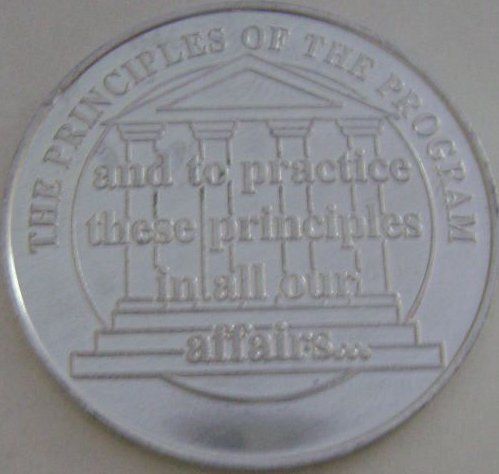 THE PRINCIPLES OF THE PROGRAM
and to practice
these principles
in all our
affairs...